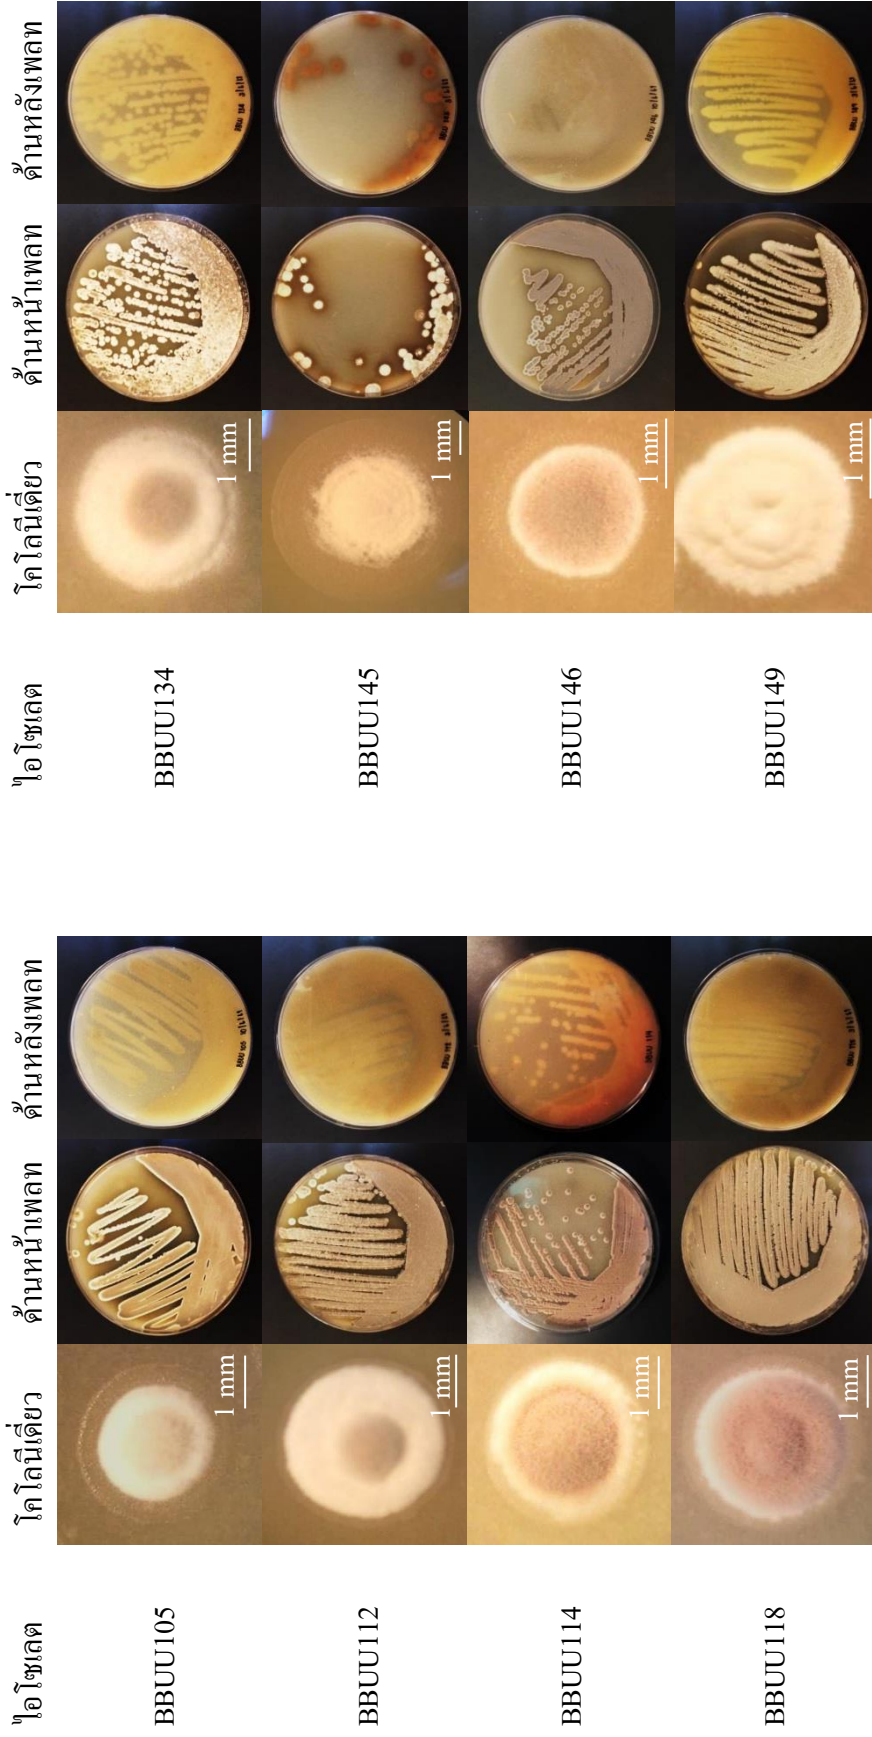 ไอโซเลต โคโลนีเดี่ยว ด้านหน้าเพลท ด้านหลังเพลท ไอโซเลต โคโลนีเดี่ยว ด้านหน้าเพลท ด้านหลังเพลท
BBUU105 1 mm BBUU134 1 mm
BBUU112 1 mm BBUU145 1 mm
BBUU114 1 mm BBUU146 1 mm
BBUU118 1 mm BBUU149 1 mm